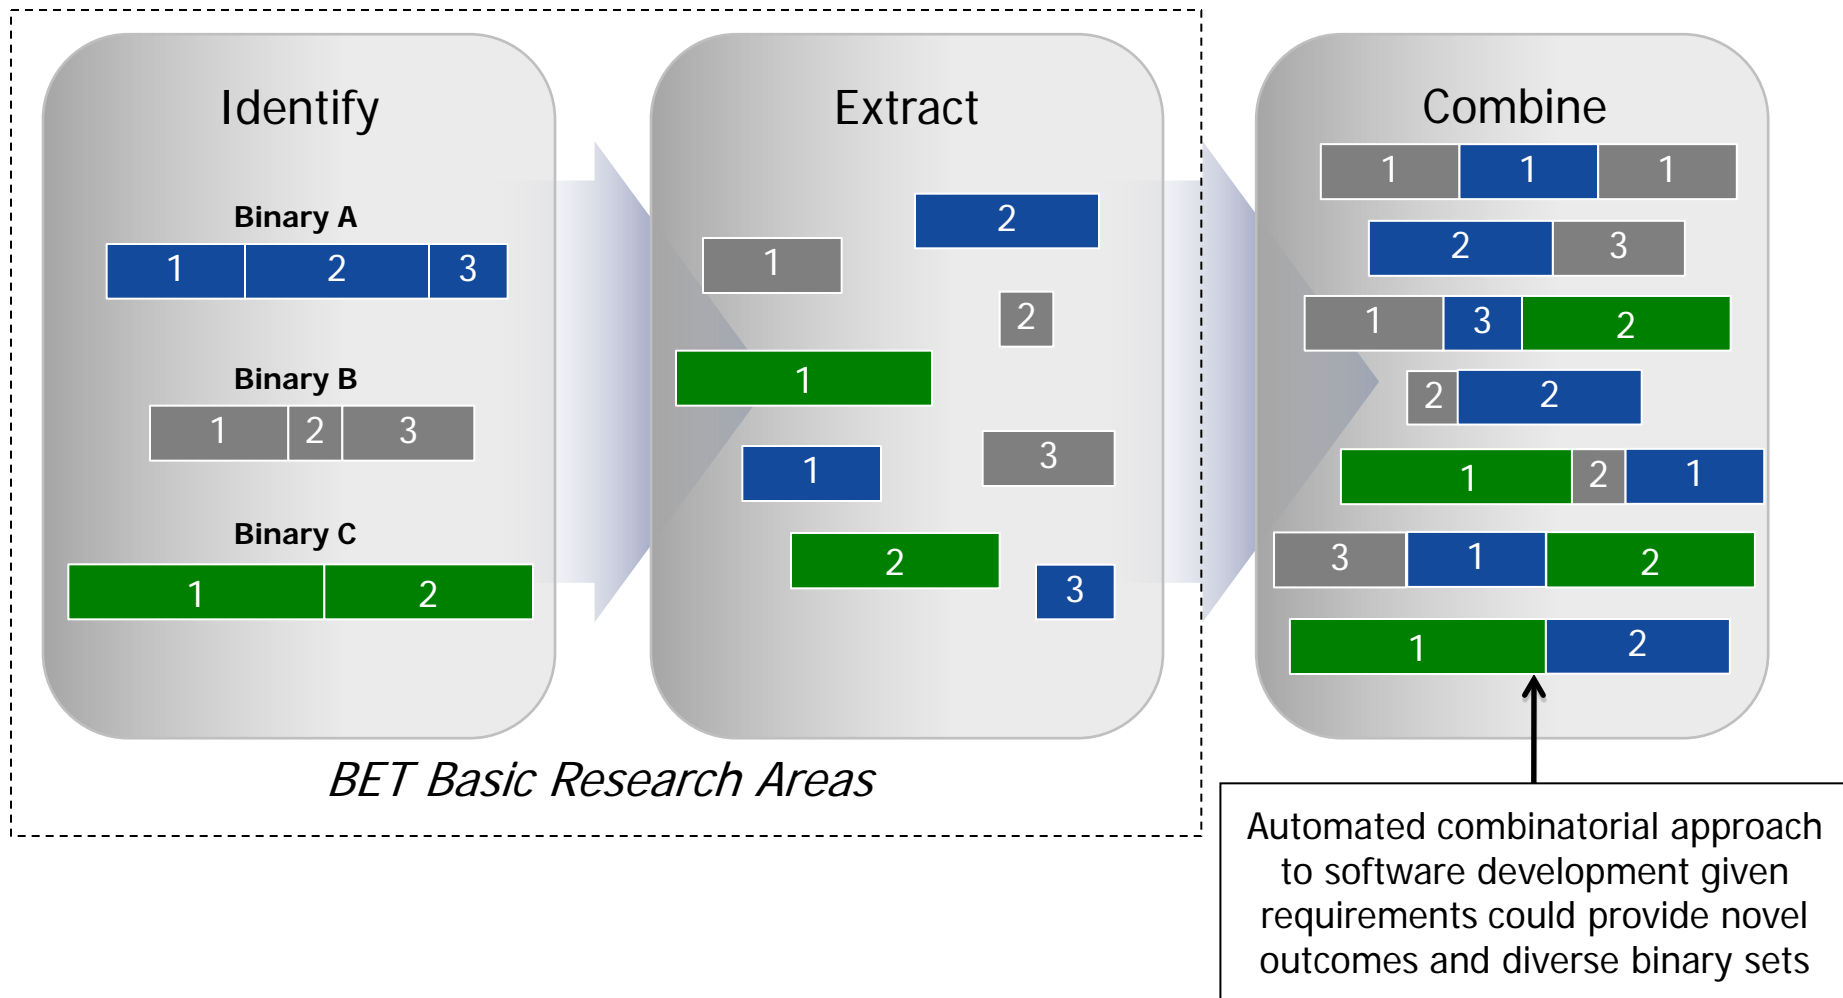 Identify
Binary A
1 2 3
Binary B
1 2 3
Binary C
1 2
Extract
2
1
2
1
3
1
2
3
BET Basic Research Areas
Combine
1 1 1
2 3
1 3 2
2 2
1 2 1
3 1 2
1 2
Automated combinatorial approach
to software development given
requirements could provide novel
outcomes and diverse binary sets